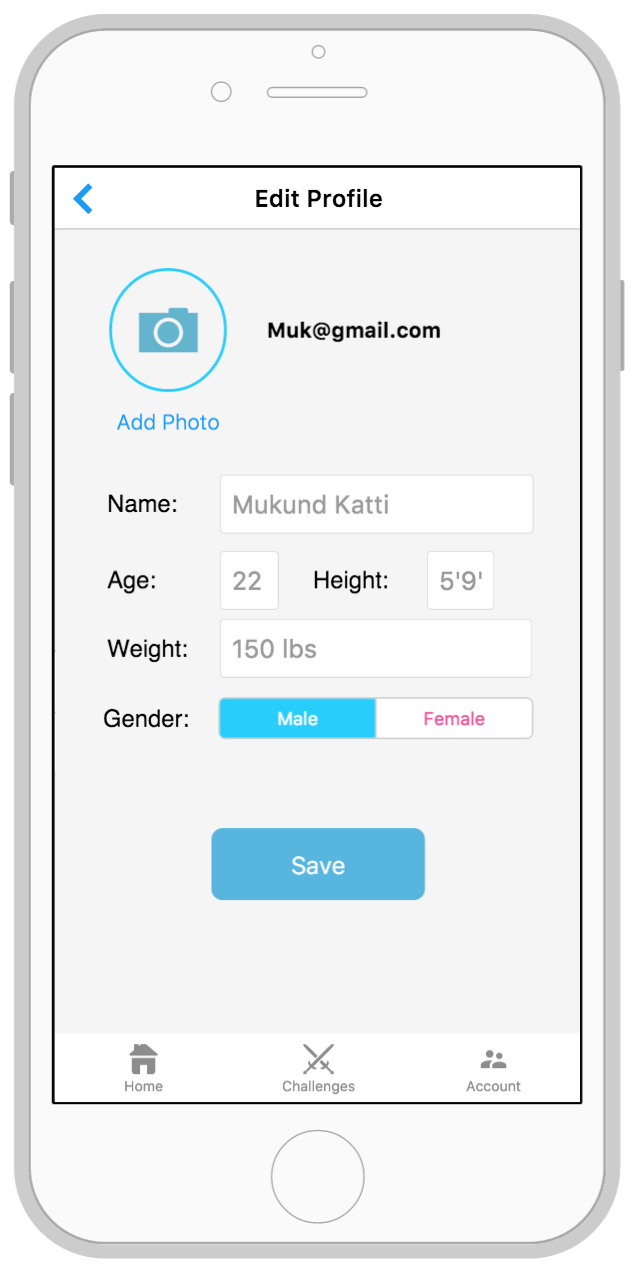 Edit Profile
Muk@gmail.com
Add Photo
Name: Mukund Katti
Age: 22 Height: 5'9'
Weight: 150 lbs
Gender: Male Female
Save
Home Challenges Account